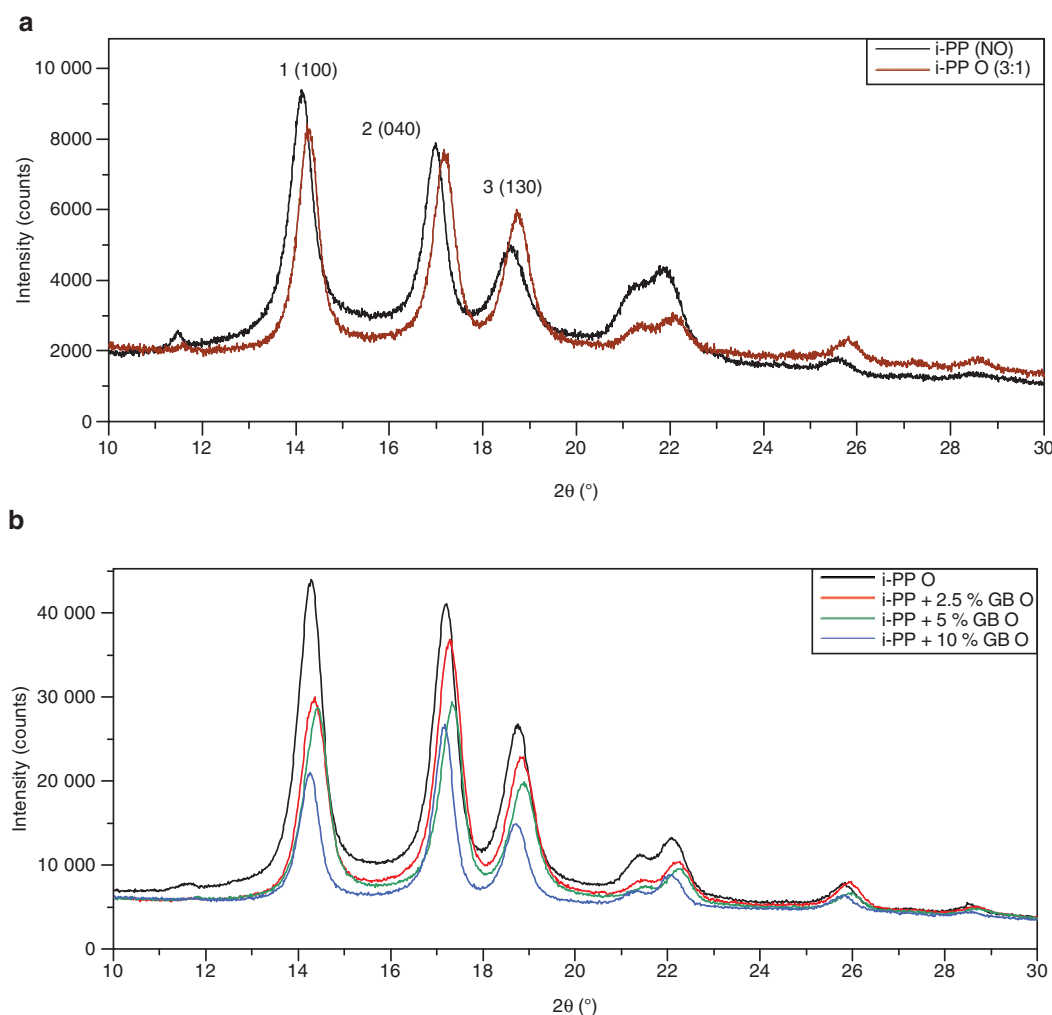 a
i-PP (NO)
i-PP O (3:1)
1 (100)
2 (040)
3 (130)
10 000
8000
6000
4000
2000
0
Intensity (counts)
10 12 14 16 18 20 22 24 26 28 30
2θ (°)
b
i-PP O
i-PP + 2.5 % GB O
i-PP + 5 % GB O
i-PP + 10 % GB O
40 000
30 000
20 000
10 000
0
Intensity (counts)
10 12 14 16 18 20 22 24 26 28 30
2θ (°)